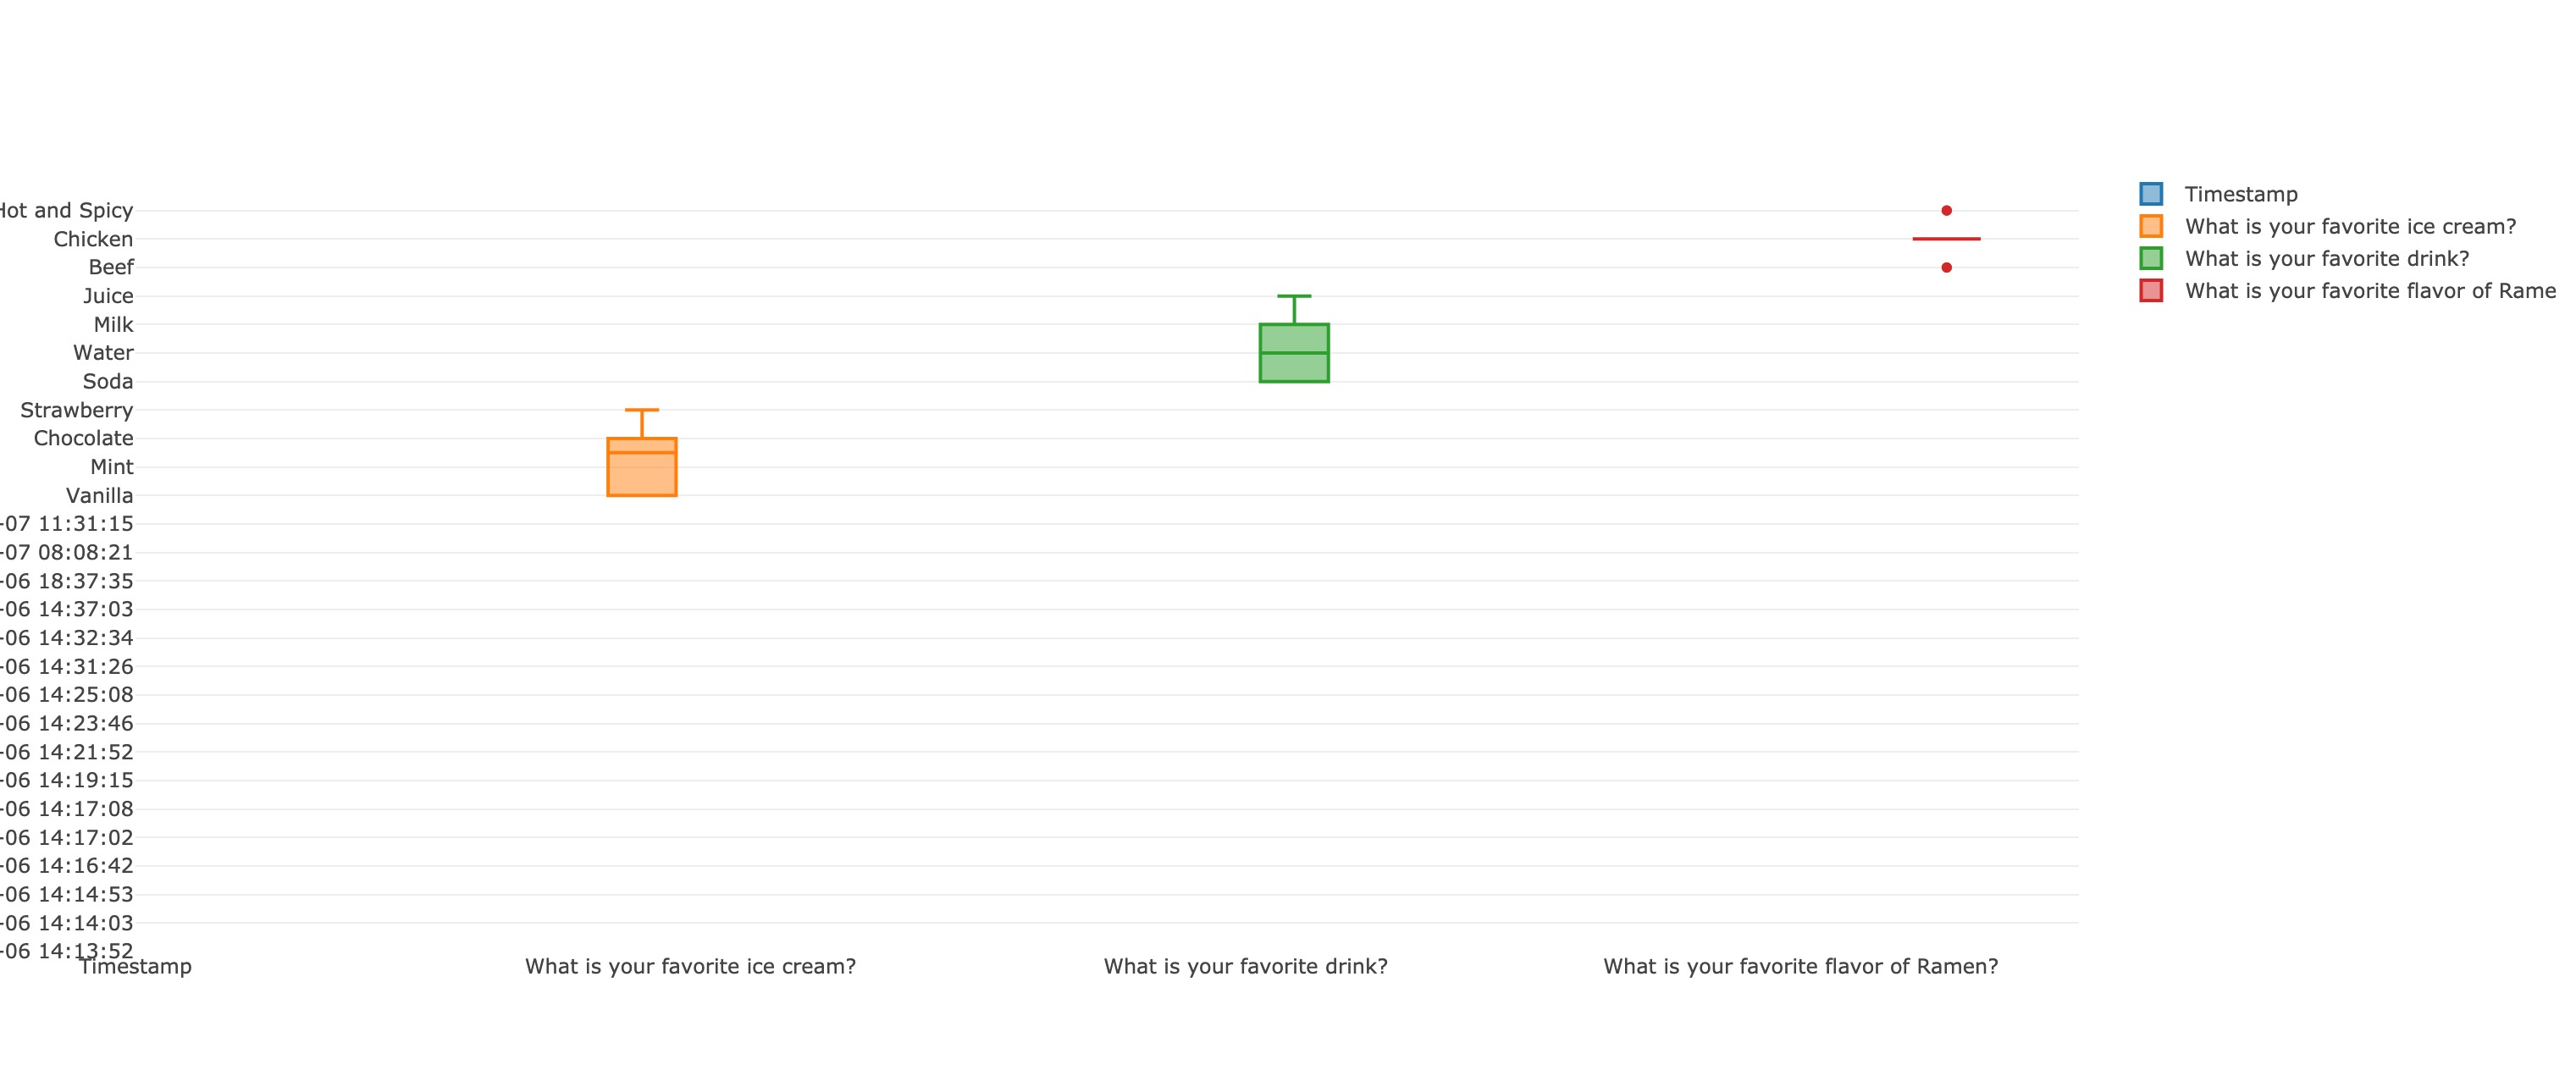 Hot and Spicy
Chicken
Beef
Juice
Milk
Water
Soda
Strawberry
Chocolate
Mint
Vanilla
-07 11:31:15
-07 08:08:21
-06 18:37:35
-06 14:37:03
-06 14:32:34
-06 14:31:26
-06 14:25:08
-06 14:23:46
-06 14:21:52
-06 14:19:15
-06 14:17:08
-06 14:17:02
-06 14:16:42
-06 14:14:53
-06 14:14:03
-06 14:13:52
Timestamp
What is your favorite ice cream?
What is your favorite drink?
What is your favorite flavor of Ramen?
Timestamp
What is your favorite ice cream?
What is your favorite drink?
What is your favorite flavor of Rame